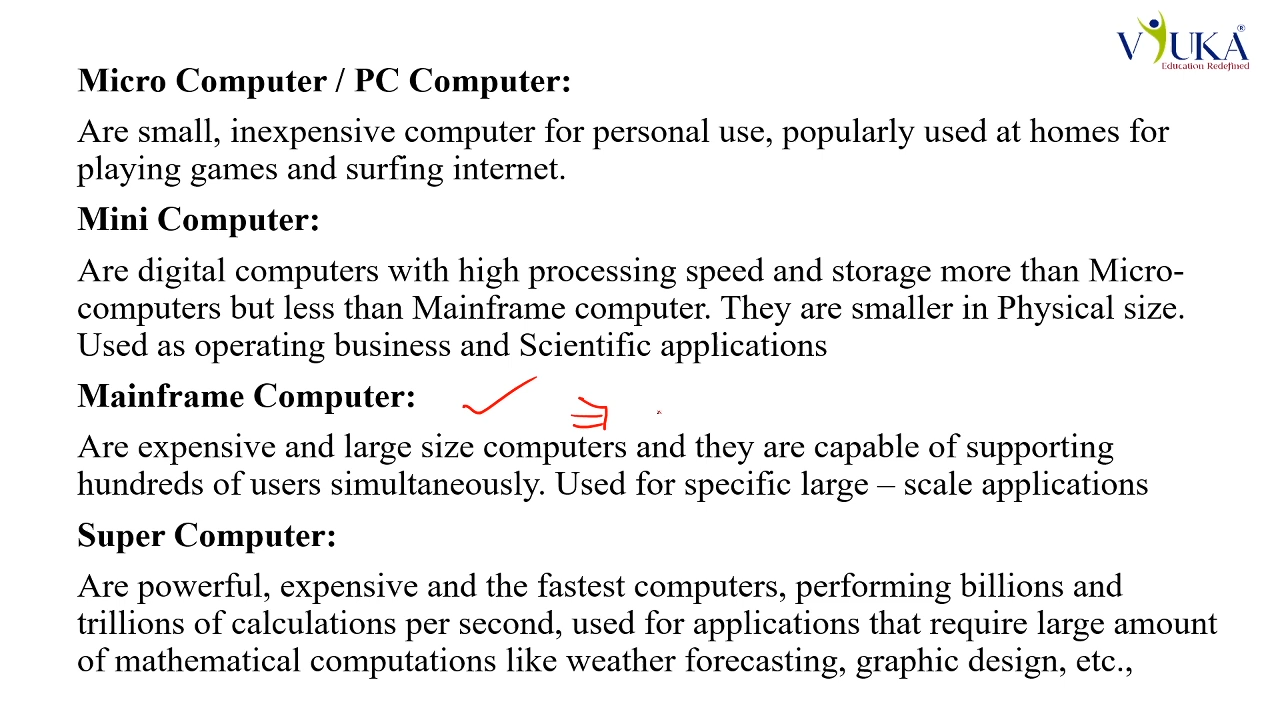 VYUKA
Education Redefined
Micro Computer / PC Computer:
Are small, inexpensive computer for personal use, popularly used at homes for
playing games and surfing internet.
Mini Computer:
Are digital computers with high processing speed and storage more than Micro-
computers but less than Mainframe computer. They are smaller in Physical size.
Used as operating business and Scientific applications
Mainframe Computer:
Are expensive and large size computers and they are capable of supporting
hundreds of users simultaneously. Used for specific large – scale applications
Super Computer:
Are powerful, expensive and the fastest computers, performing billions and
trillions of calculations per second, used for applications that require large amount
of mathematical computations like weather forecasting, graphic design, etc.,